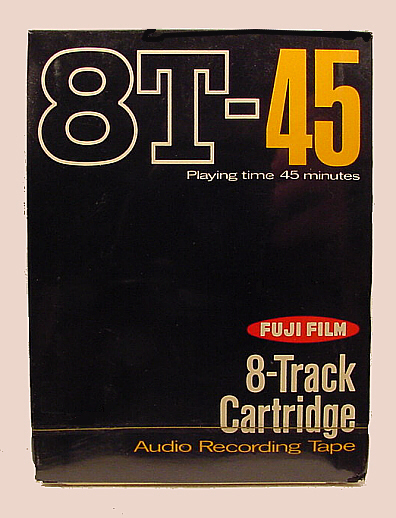 8T-45
Playing time 45 minutes
FUJI FILM
8-Track
Cartridge
Audio Recording Tape